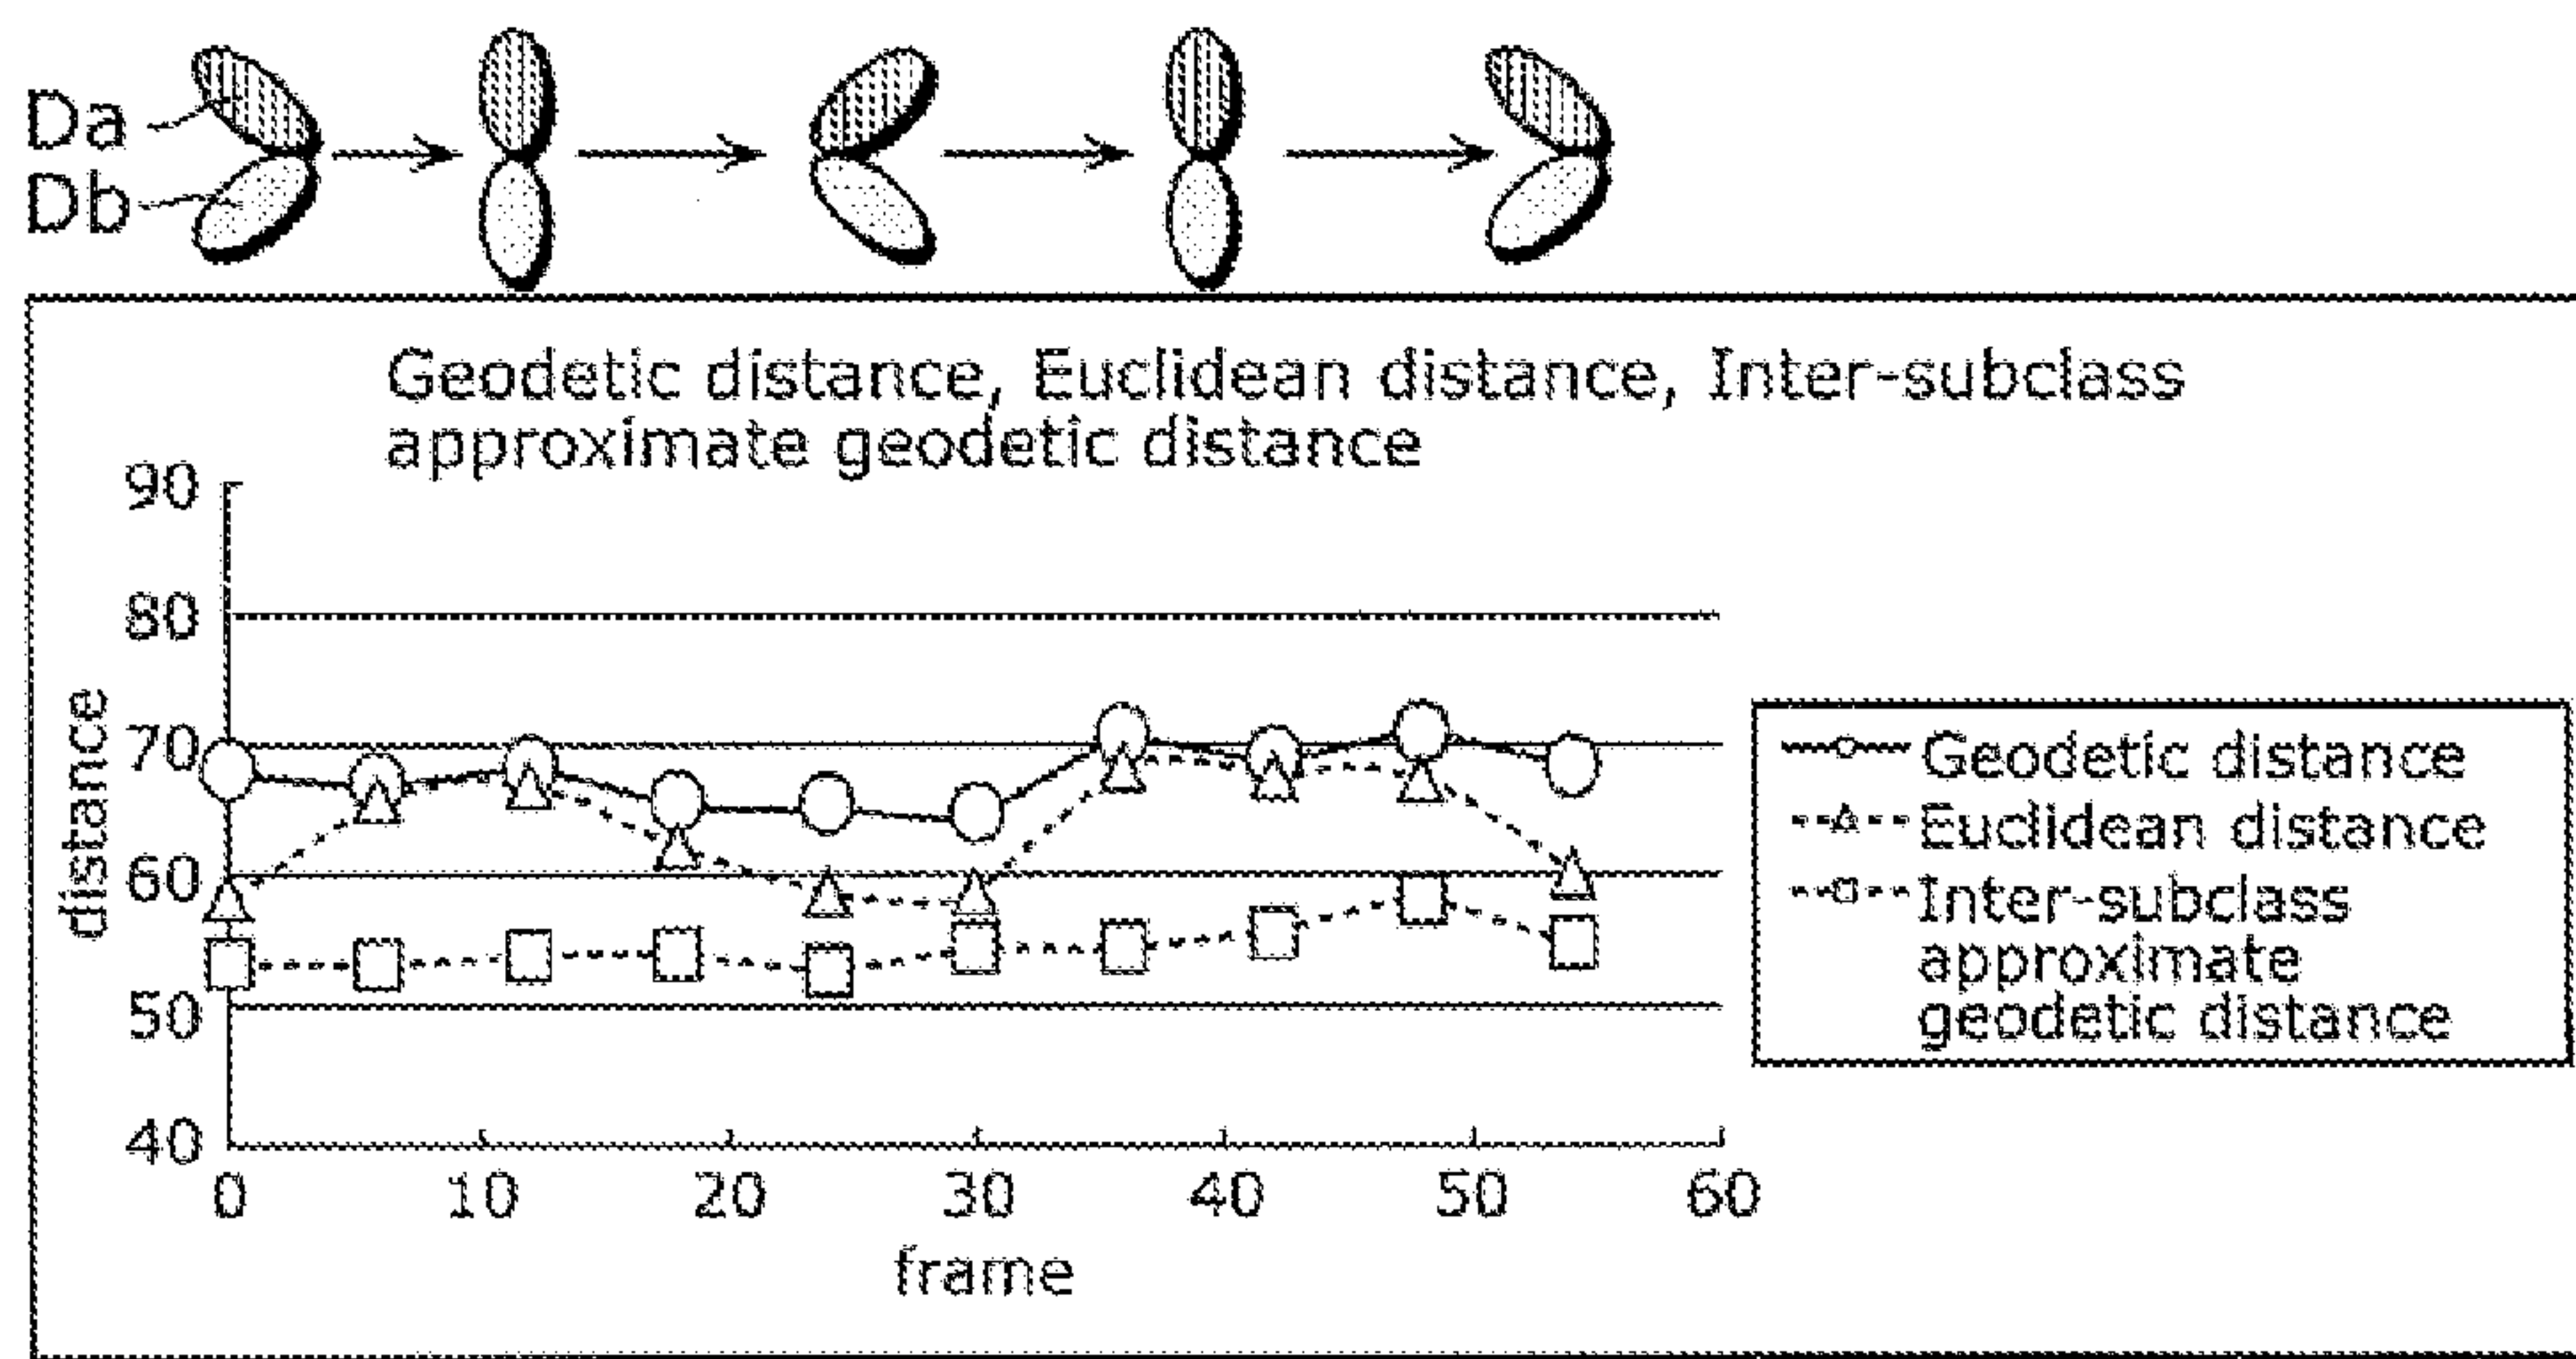 Da
Db
Geodetic distance, Euclidean distance, Inter-subclass
approximate geodetic distance
90
80
70
60
50
40
distance
0 10 20 30 40 50 60
frame
Geodetic distance
Euclidean distance
Inter-subclass
approximate
geodetic distance